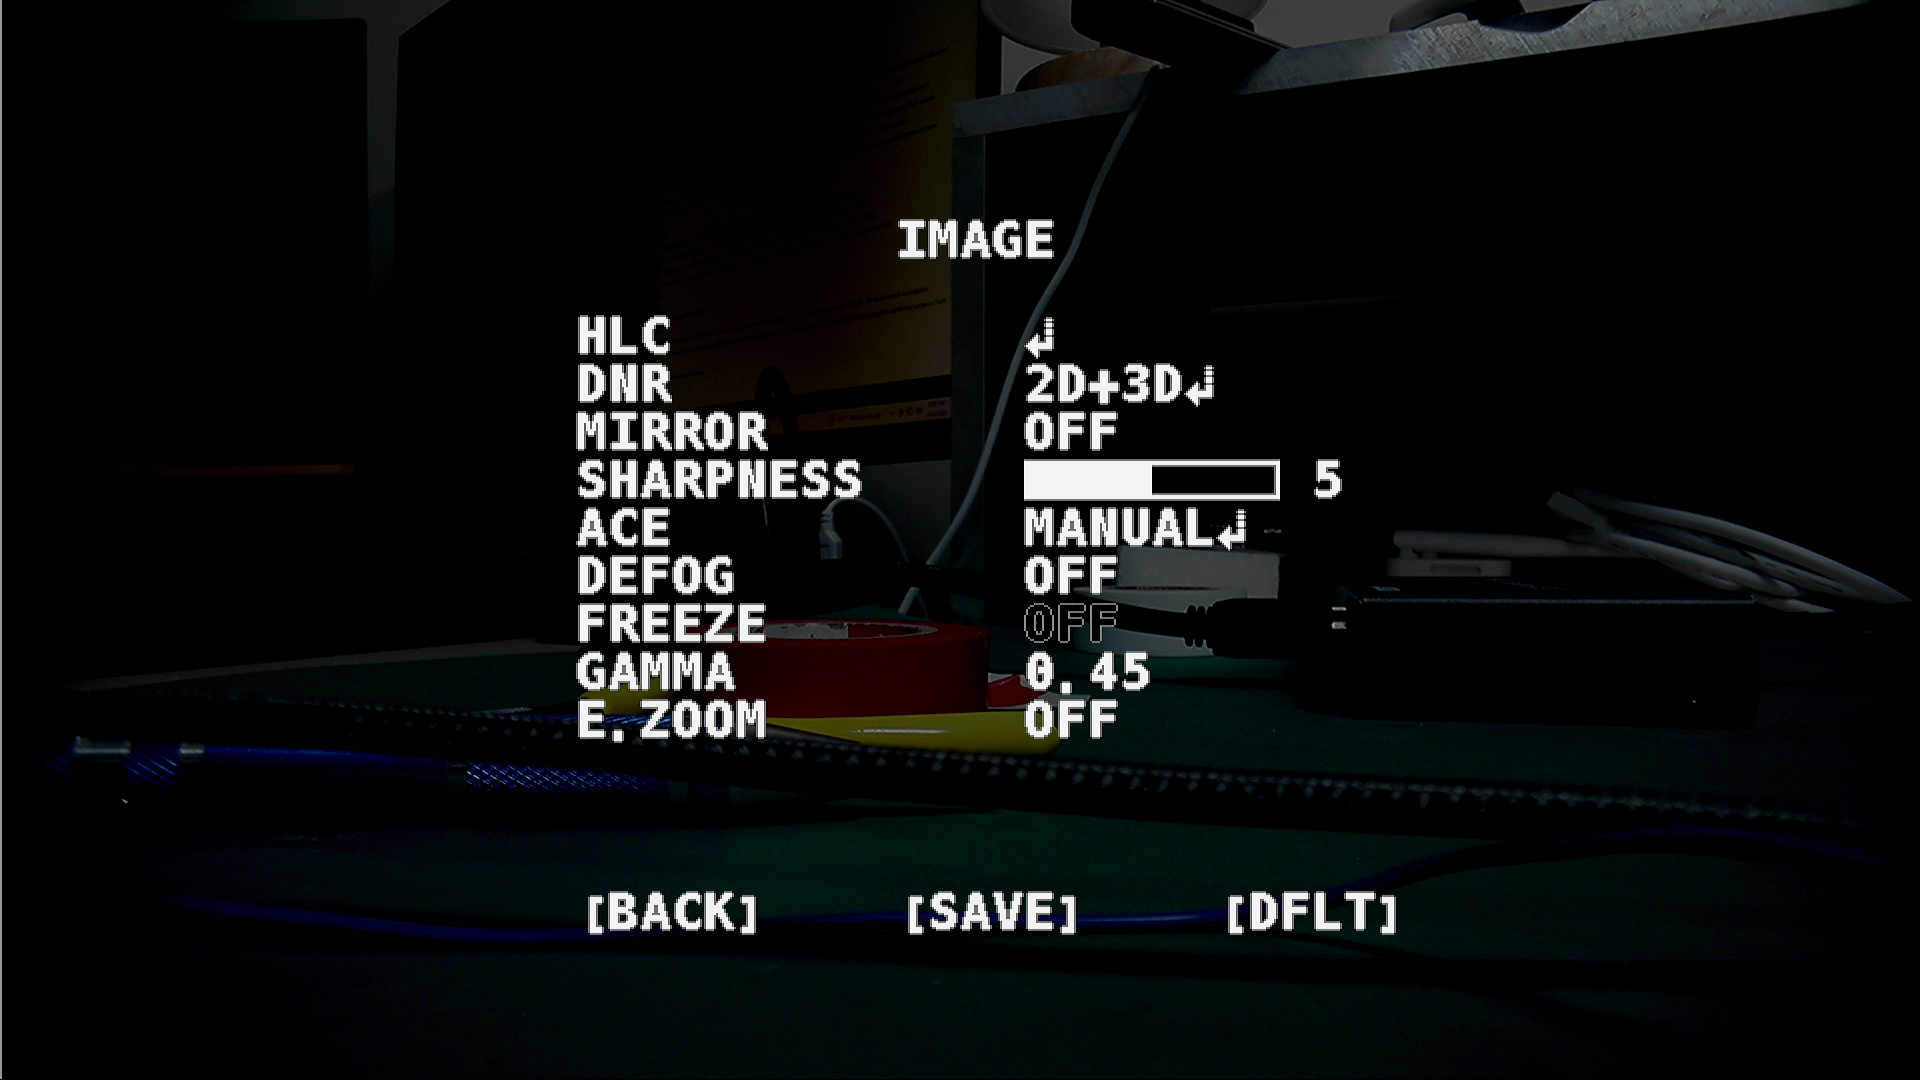 IMAGE
HLC ↲
DNR 2D+3D↲
MIRROR OFF
SHARPNESS 5
ACE MANUAL↲
DEFOG OFF
FREEZE OFF
GAMMA 0.45
E.ZOOM OFF
[BACK] [SAVE] [DFLT]